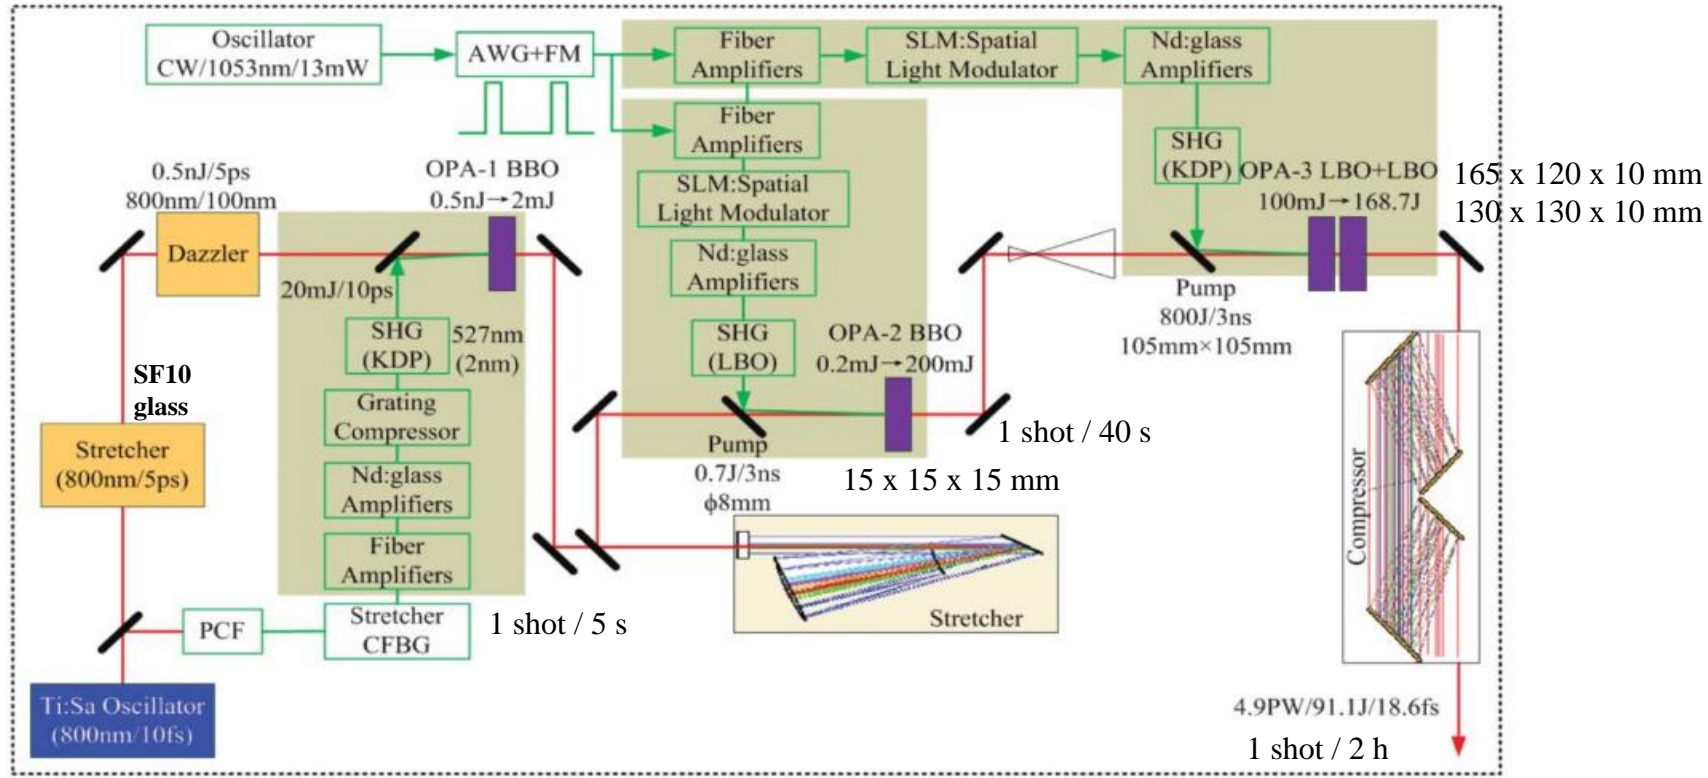 Oscillator
CW/1053nm/13mW
AWG+FM
Fiber
Amplifiers
SLM:Spatial
Light Modulator
Nd:glass
Amplifiers
Fiber
Amplifiers
SHG
(KDP)
OPA-3 LBO+LBO
100mJ→168.7J
165 x 120 x 10 mm
130 x 130 x 10 mm
0.5nJ/5ps
800nm/100nm
OPA-1 BBO
0.5nJ→2mJ
SLM:Spatial
Light Modulator
Dazzler
Nd:glass
Amplifiers
20mJ/10ps
Pump
800J/3ns
105mm×105mm
SHG
(KDP)
527nm
(2nm)
SHG
(LBO)
OPA-2 BBO
0.2mJ→200mJ
SF10
glass
Grating
Compressor
Stretcher
(800nm/5ps)
Pump
0.7J/3ns
ϕ8mm
1 shot / 40 s
15 x 15 x 15 mm
Nd:glass
Amplifiers
Compressor
Fiber
Amplifiers
Stretcher
PCF
Stretcher
CFBG
1 shot / 5 s
Ti:Sa Oscillator
(800nm/10fs)
4.9PW/91.1J/18.6fs
1 shot / 2 h